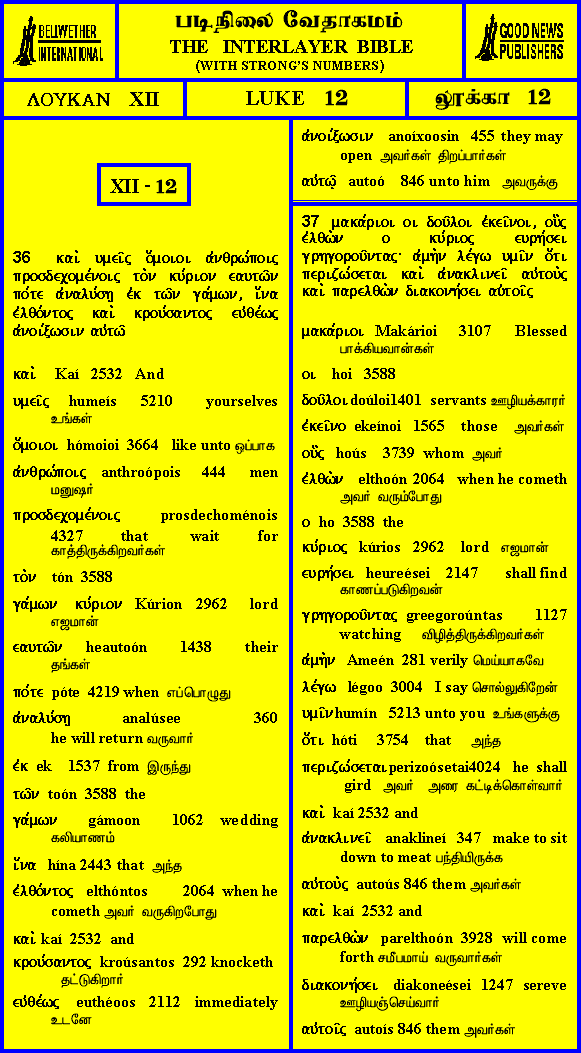 BELLWETHER
INTERNATIONAL
படிநிலை வேதாகமம்
THE INTERLAYER BIBLE
(WITH STRONG'S NUMBERS)
GOOD NEWS
PUBLISHERS
ΛΟΥΚΑΝ XII
LUKE 12
லூக்கா 12
XII - 12
36 καὶ υμεῖς ὅμοιοι ἀνθρώποις
προσδεχομένοις τὸν κύριον εαυτῶν
πότε ἀναλύσῃ ἐκ τῶν γάμων, ἵνα
ἐλθόντος καὶ κρούσαντος εὐθέως
ἀνοίξωσιν αὐτῶ
καὶ Kaí 2532 And
υμεῖς humeís 5210 yourselves
உங்கள்
ὅμοιοι hómoioi 3664 like unto ஒப்பாக
ἀνθρώποις anthroópois 444 men
மனுஷர்
προσδεχομένοις prosdechoménois
4327 that wait for
காத்திருக்கிறவர்கள்
τὸν tón 3588
γάμων κύριον Kúrion 2962 lord
எஜமான்
εαυτῶν heautoón 1438 their
தங்கள்
πότε póte 4219 when எப்பொழுது
ἀναλύσῃ analúsee 360
he will return வருவார்
ἐκ ek 1537 from இருந்து
τῶν toón 3588 the
γάμων gámoon 1062 wedding
கலியாணம்
ἵνα hína 2443 that அந்த
ἐλθόντος elthóntos 2064 when he
cometh அவர் வருகிறபோது
καὶ kaí 2532 and
κρούσαντος kroúsantos 292 knocketh
தட்டுகிறார்
εὐθέως euthéoos 2112 immediately
உடனே
ἀνοίξωσιν anoíxoosin 455 they may
open அவர்கள் திறப்பார்கள்
αὐτῷ autoó 846 unto him அவருக்கு
37 μακάριοι οι δοῦλοι ἐκεῖνοι, οὓς
ἐλθὼν ο κύριος ευρήσει
γρηγοροῦντας· ἀμὴν λέγω υμῖν ὅτι
περιζώσεται καὶ ἀνακλινεῖ αὐτοὺς
καὶ παρελθὼν διακονήσει αὐτοῖς
μακάριοι Makárioi 3107 Blessed
பாக்கியவான்கள்
οι hoi 3588
δοῦλοι doúloi1401 servants ஊழியக்காரர்
ἐκεῖνο ekeínoi 1565 those அவர்கள்
οὓς hoús 3739 whom அவர்
ἐλθὼν elthoón 2064 when he cometh
அவர் வரும்போது
ο ho 3588 the
κύριος kúrios 2962 lord எஜமான்
ευρήσει heureései 2147 shall find
காணப்படுகிறவன்
γρηγοροῦντας greegoroúntas 1127
watching விழித்திருக்கிறவர்கள்
ἀμὴν Ameén 281 verily மெய்யாகவே
λέγω légoo 3004 I say சொல்லுகிறேன்
υμῖν humín 5213 unto you உங்களுக்கு
ὅτι hóti 3754 that அந்த
περιζώσεται perizoósetai4024 he shall
gird அவர் அரை கட்டிக்கொள்வார்
καὶ kaí 2532 and
ἀνακλινεῖ anaklineí 347 make to sit
down to meat பந்தியிருக்க
αὐτοὺς autoús 846 them அவர்கள்
καὶ kaí 2532 and
παρελθὼν parelthoón 3928 will come
forth சமீபமாய் வருவார்கள்
διακονήσει diakoneései 1247 sereve
ஊழியஞ்செய்வார்
αὐτοῖς autoís 846 them அவர்கள்